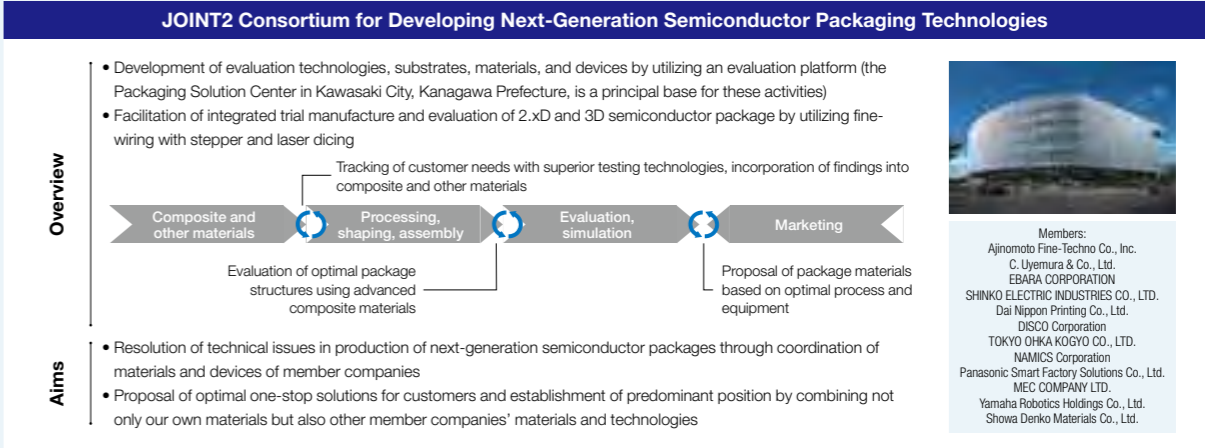 JOINT2 Consortium for Developing Next-Generation Semiconductor Packaging Technologies
Overview
• Development of evaluation technologies, substrates, materials, and devices by utilizing an evaluation platform (the
Packaging Solution Center in Kawasaki City, Kanagawa Prefecture, is a principal base for these activities)
• Facilitation of integrated trial manufacture and evaluation of 2.xD and 3D semiconductor package by utilizing fine-
wiring with stepper and laser dicing
Tracking of customer needs with superior testing technologies, incorporation of findings into
composite and other materials
Composite and
other materials
Processing,
shaping, assembly
Evaluation,
simulation
Marketing
Evaluation of optimal package
structures using advanced
composite materials
Proposal of package materials
based on optimal process and
equipment
Aims
• Resolution of technical issues in production of next-generation semiconductor packages through coordination of
materials and devices of member companies
• Proposal of optimal one-stop solutions for customers and establishment of predominant position by combining not
only our own materials but also other member companies' materials and technologies
Members:
Ajinomoto Fine-Techno Co., Inc.
C. Uyemura & Co., Ltd.
EBARA CORPORATION
SHINKO ELECTRIC INDUSTRIES CO., LTD.
Dai Nippon Printing Co., Ltd.
DISCO Corporation
TOKYO OHKA KOGYO CO., LTD.
NAMICS Corporation
Panasonic Smart Factory Solutions Co., Ltd.
MEC COMPANY LTD.
Yamaha Robotics Holdings Co., Ltd.
Showa Denko Materials Co., Ltd.